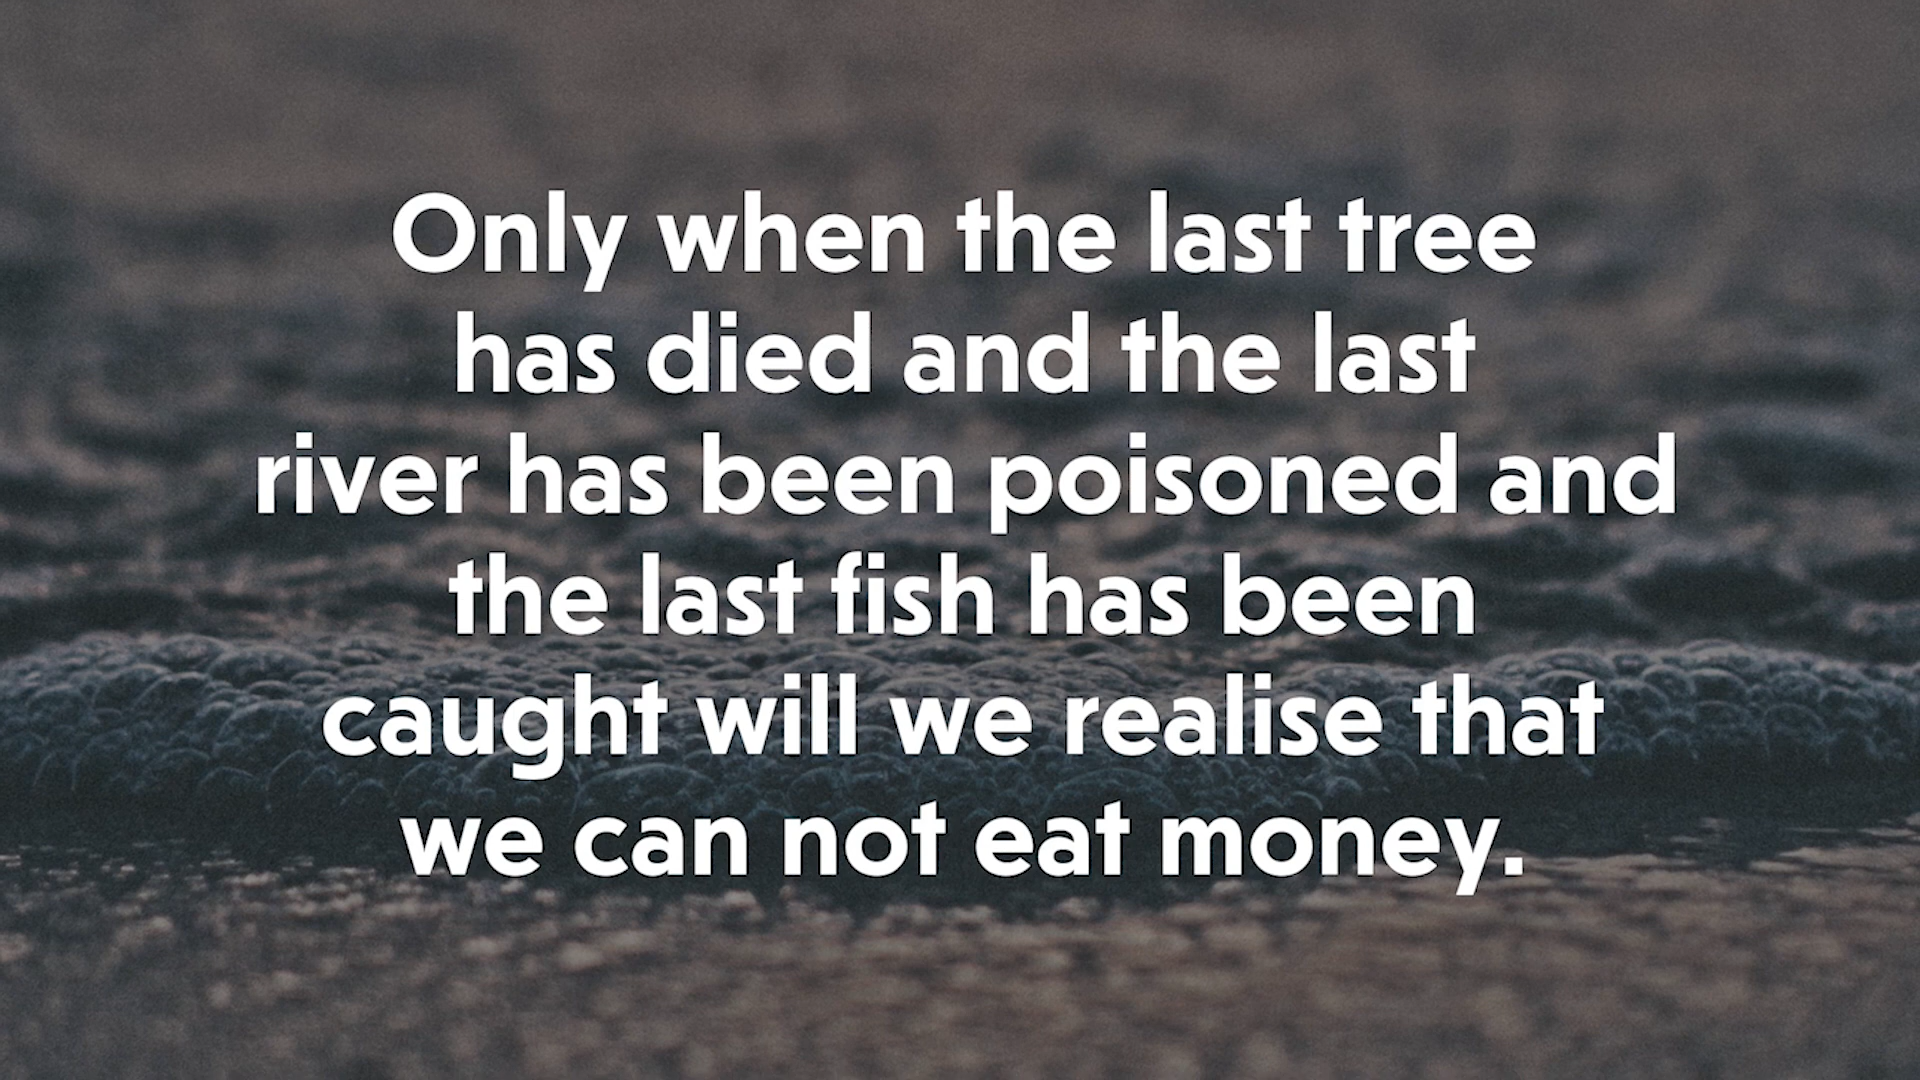 Only when the last tree
has died and the last
river has been poisoned and
the last fish has been
caught will we realise that
we can not eat money.